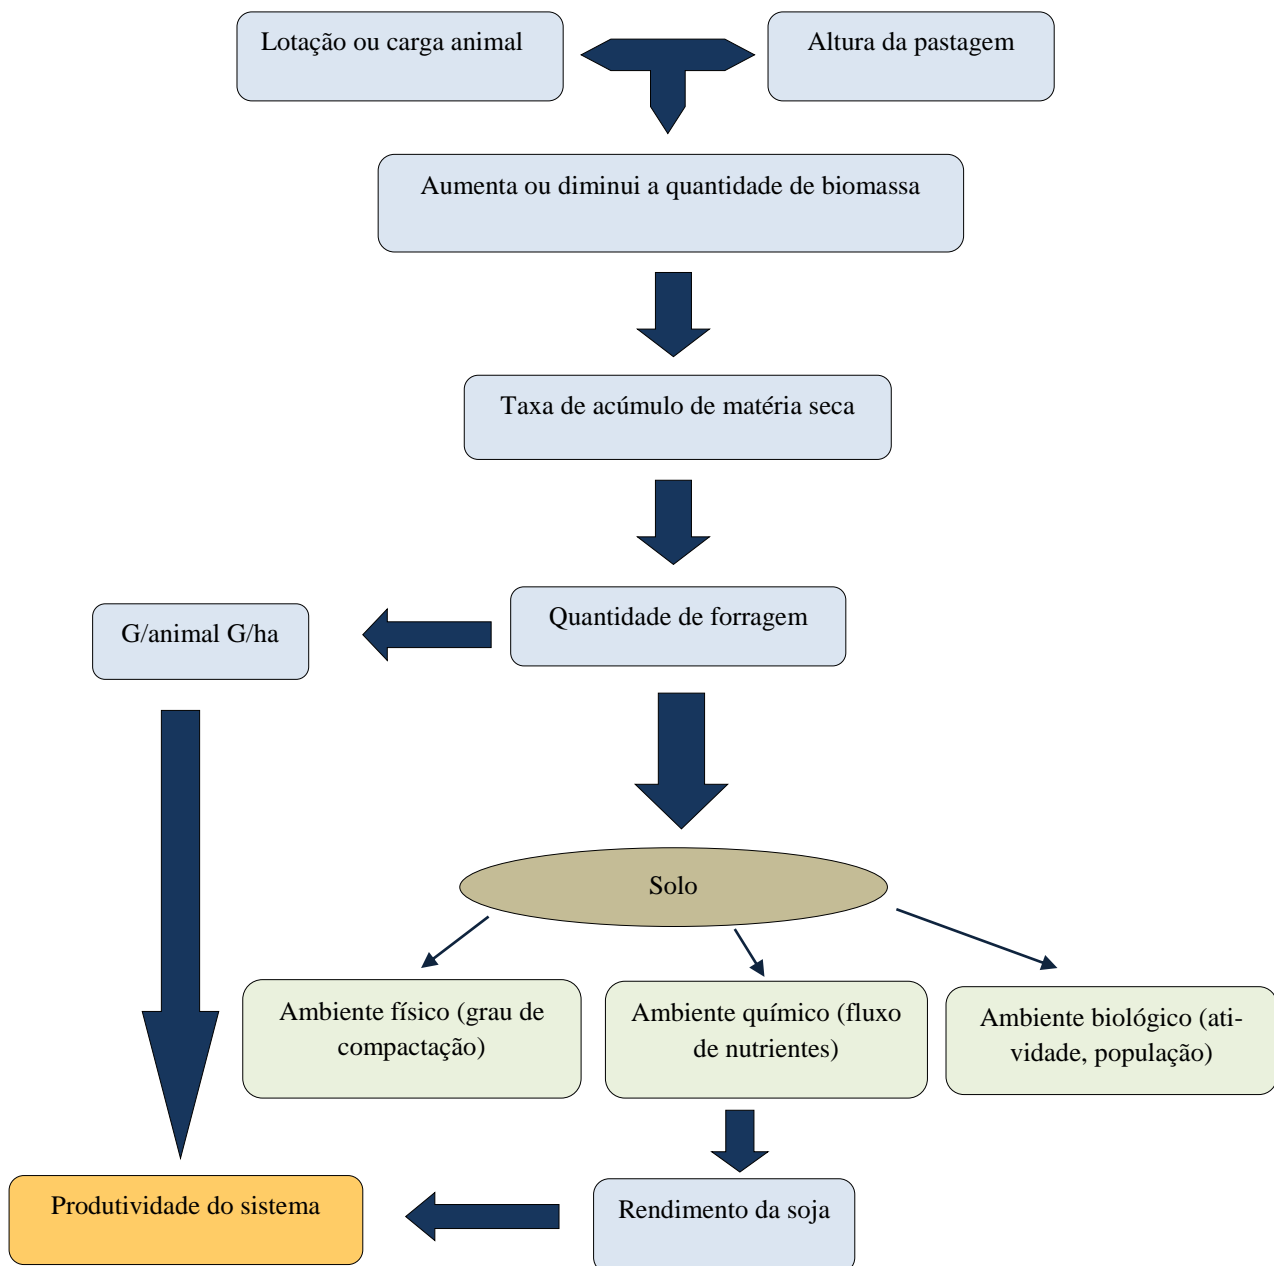 Lotação ou carga animal
Altura da pastagem
Aumenta ou diminui a quantidade de biomassa
Taxa de acúmulo de matéria seca
G/animal G/ha
Quantidade de forragem
Solo
Ambiente físico (grau de
compactação)
Ambiente químico (fluxo
de nutrientes)
Ambiente biológico (ati-
vidade, população)
Produtividade do sistema
Rendimento da soja